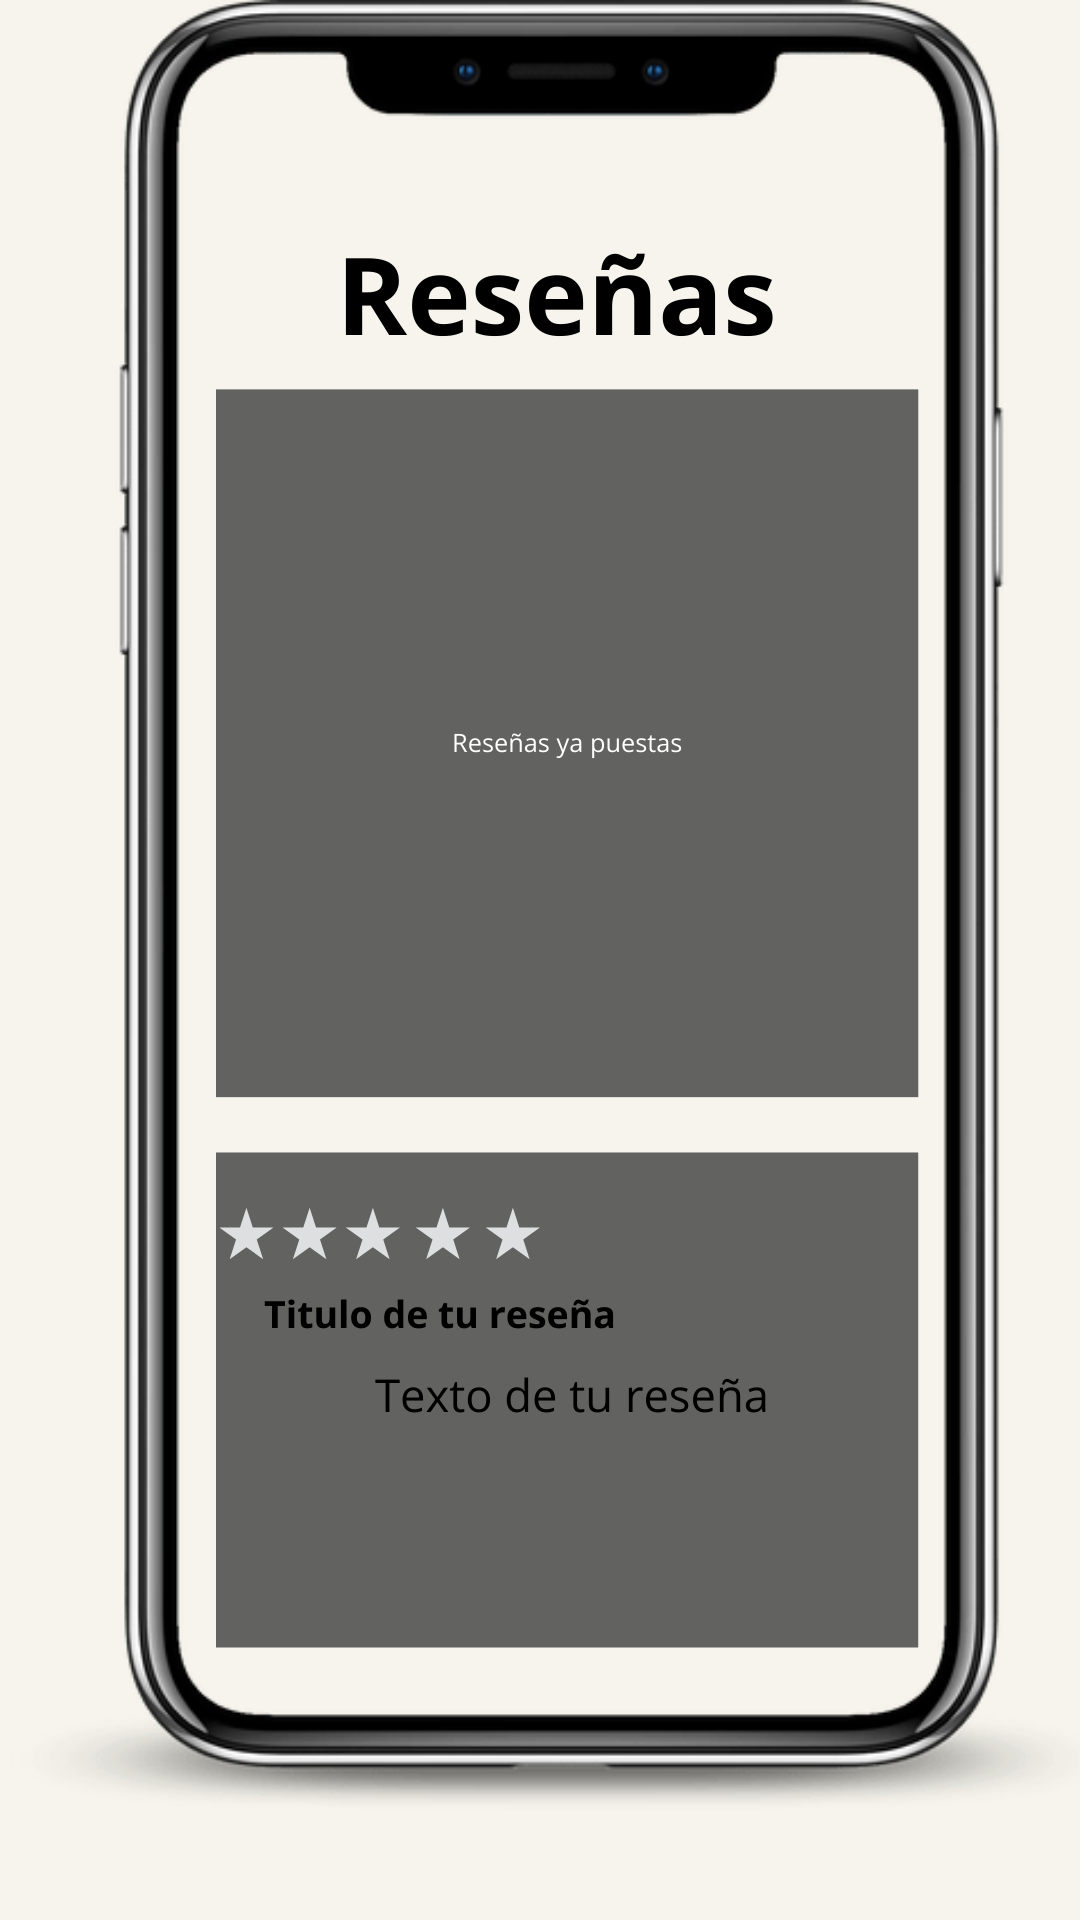 Reseñas
Reseñas ya puestas
Titulo de tu reseña
Texto de tu reseña